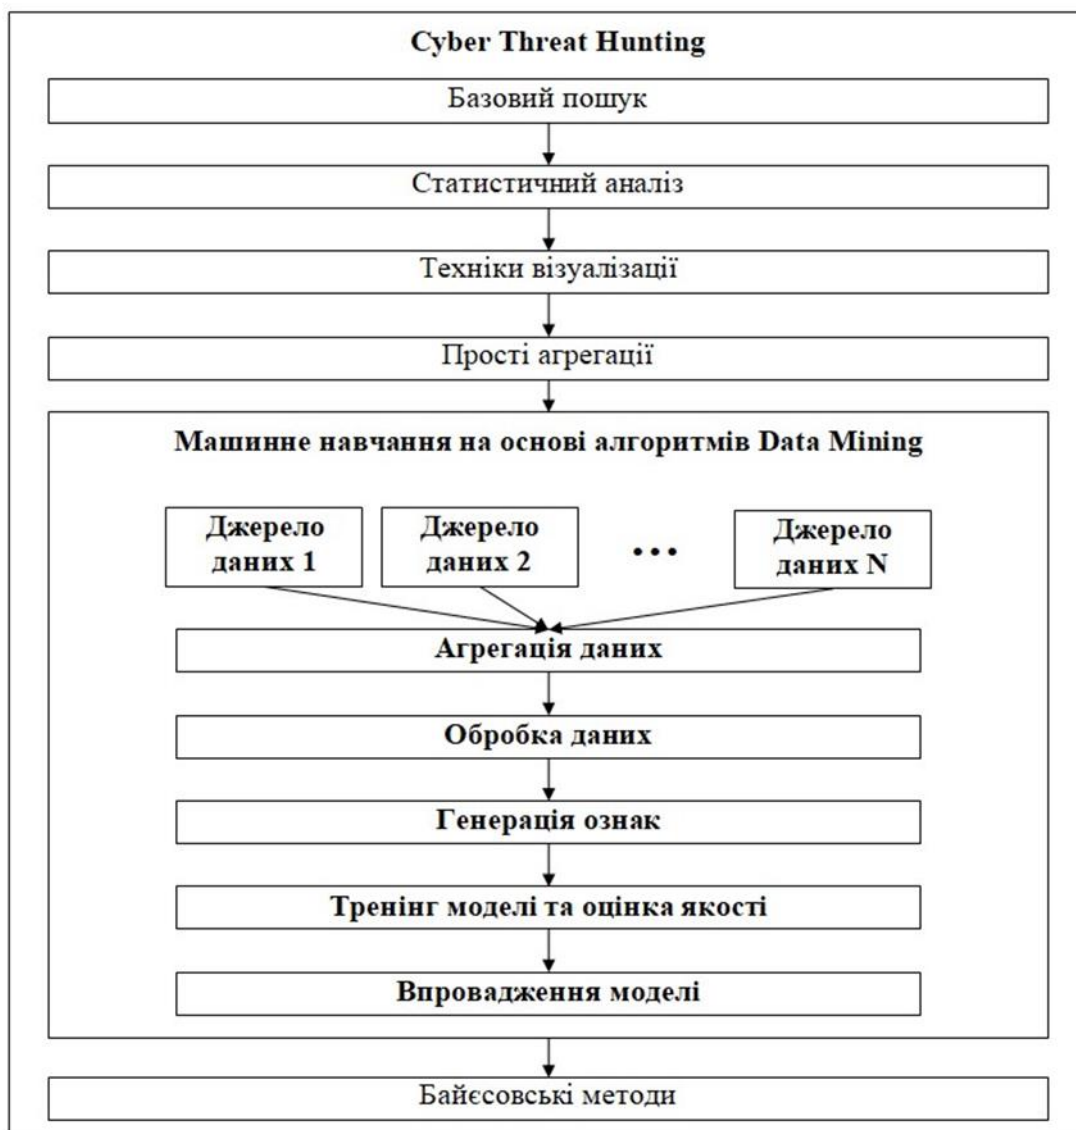 Cyber Threat Hunting
Базовий пошук
Статистичний аналіз
Техніки візуалізації
Прості агрегації
Машинне навчання на основі алгоритмів Data Mining
Джерело
даних 1
Джерело
даних 2
...
Джерело
даних N
Агрегація даних
Обробка даних
Генерація ознак
Тренінг моделі та оцінка якості
Впровадження моделі
Байєсовські методи